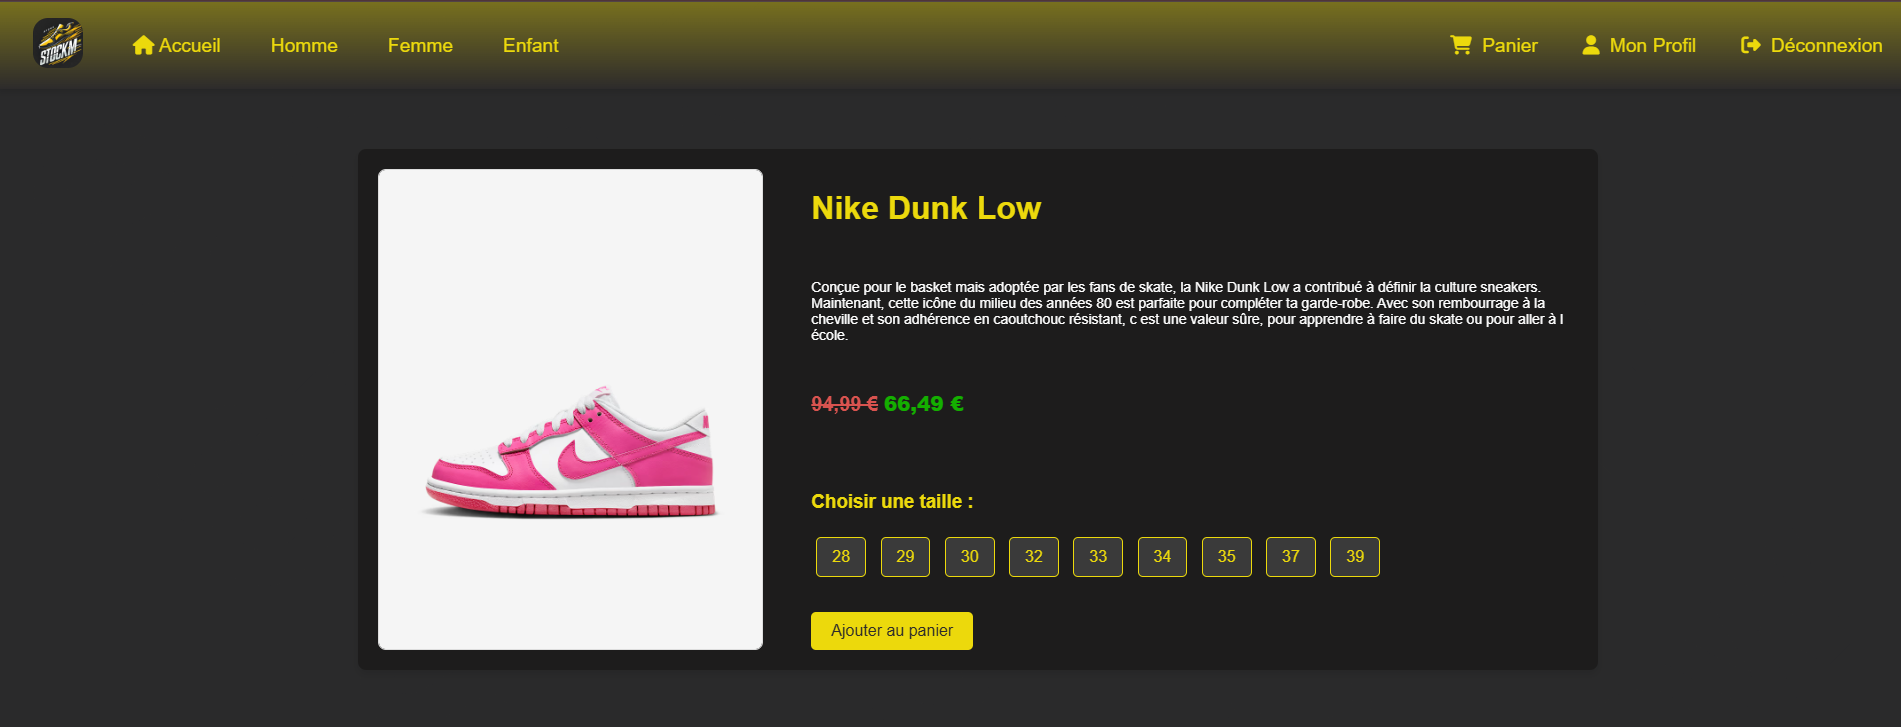 STOCKM
Accueil
Homme
Femme
Enfant
Panier
Mon Profil
Déconnexion
Nike Dunk Low
Conçue pour le basket mais adoptée par les fans de skate, la Nike Dunk Low a contribué à définir la culture sneakers.
Maintenant, cette icône du milieu des années 80 est parfaite pour compléter ta garde-robe. Avec son rembourrage à la
cheville et son adhérence en caoutchouc résistant, c est une valeur sûre, pour apprendre à faire du skate ou pour aller à l
école.
94,99 € 66,49 €
Choisir une taille :
28 29 30 32 33 34 35 37 39
Ajouter au panier